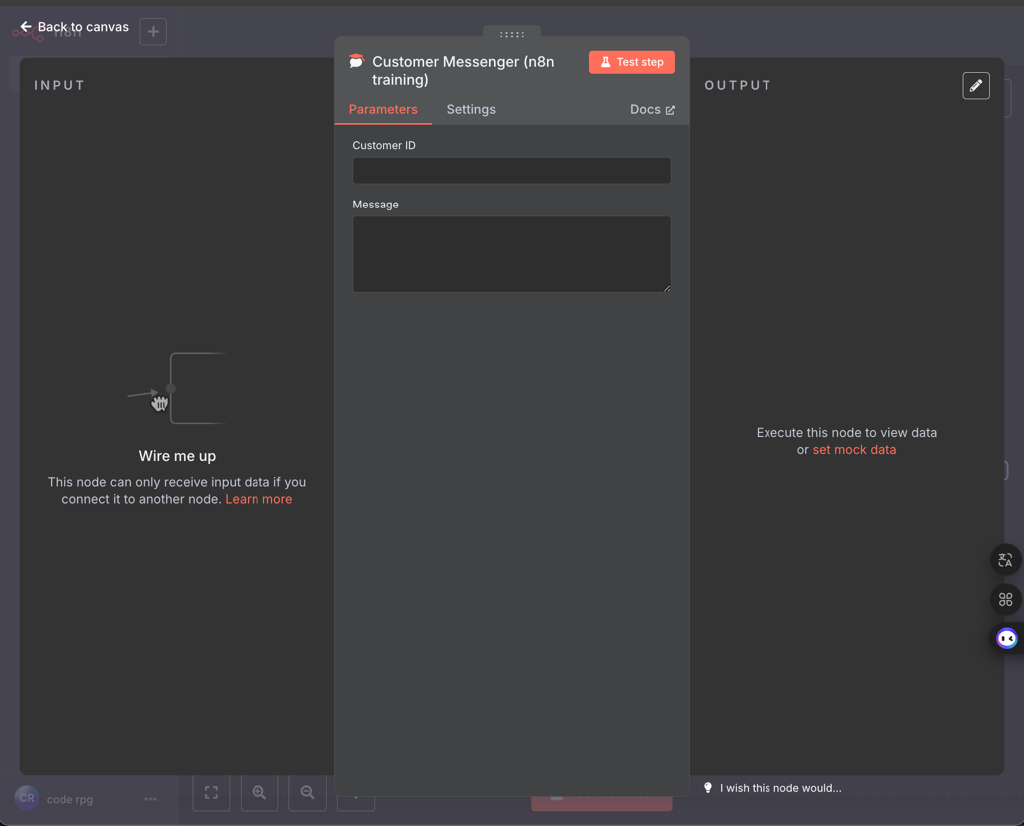 Back to canvas
INPUT
Customer Messenger (n8n
training)
Test step
Parameters
Settings
Docs
Customer ID
Message
Wire me up
This node can only receive input data if you
connect it to another node. Learn more
OUTPUT
Execute this node to view data
or set mock data
I wish this node would...
CR
code rpg